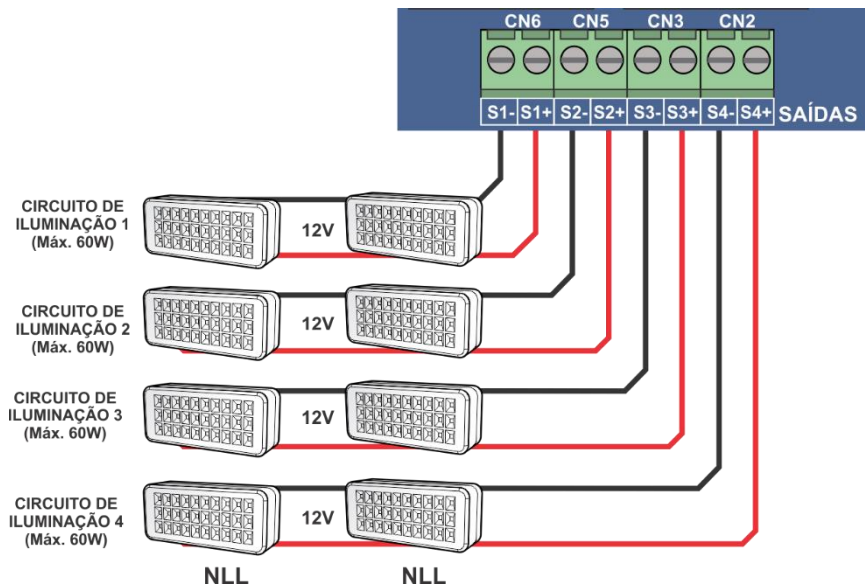 CN6 CN5 CN3 CN2
S1- S1+ S2- S2+ S3- S3+ S4- S4+ SAÍDAS
CIRCUITO DE
ILUMINAÇÃO 1
(Máx. 60W)
12V
CIRCUITO DE
ILUMINAÇÃO 2
(Máx. 60W)
12V
CIRCUITO DE
ILUMINAÇÃO 3
(Máx. 60W)
12V
CIRCUITO DE
ILUMINAÇÃO 4
(Máx. 60W)
12V
NLL NLL